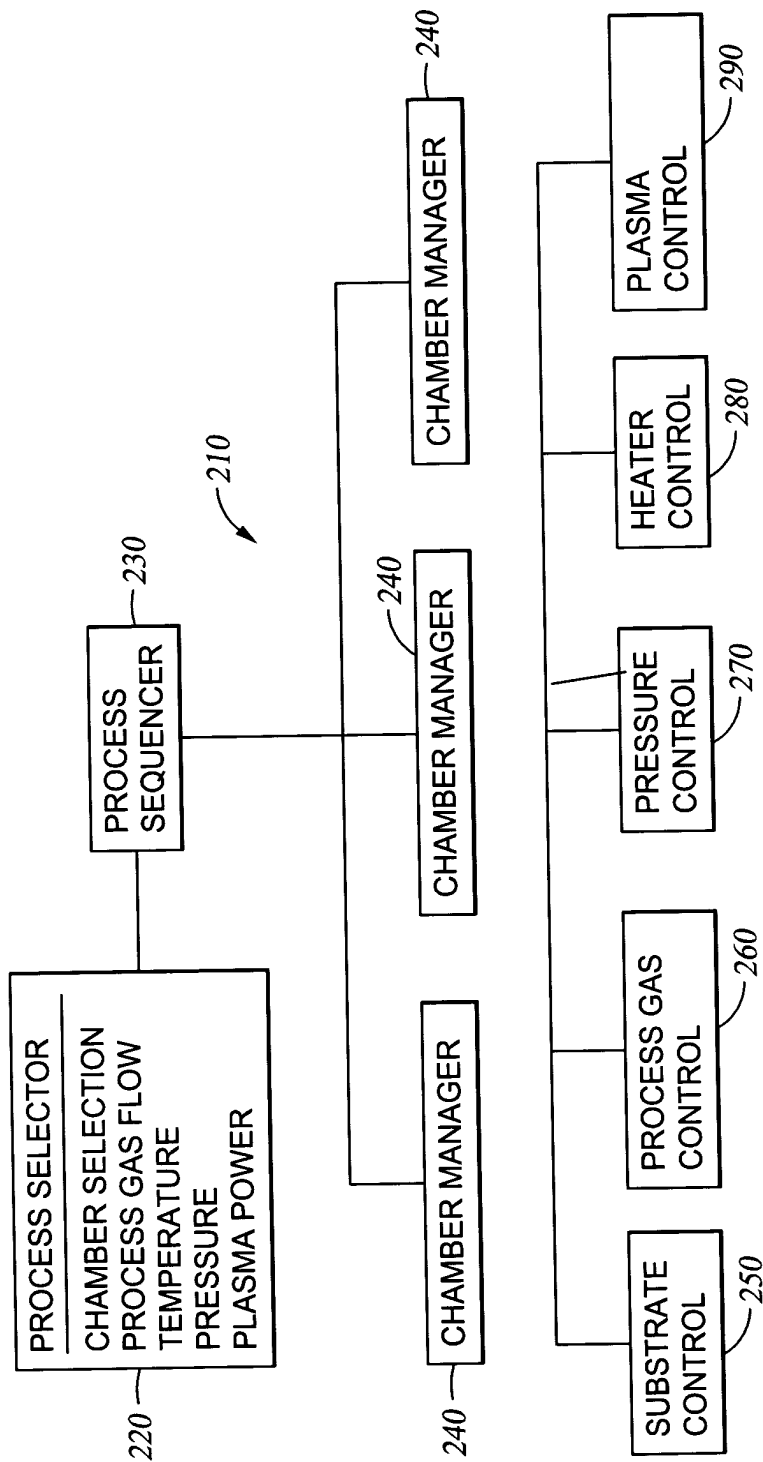 PROCESS SELECTOR
CHAMBER SELECTION
PROCESS GAS FLOW
TEMPERATURE
PRESSURE
PLASMA POWER
220
PROCESS
SEQUENCER
230
210
CHAMBER MANAGER
240
CHAMBER MANAGER
240
CHAMBER MANAGER
240
SUBSTRATE
CONTROL
250
PROCESS GAS
CONTROL
260
PRESSURE
CONTROL
270
HEATER
CONTROL
280
PLASMA
CONTROL
290